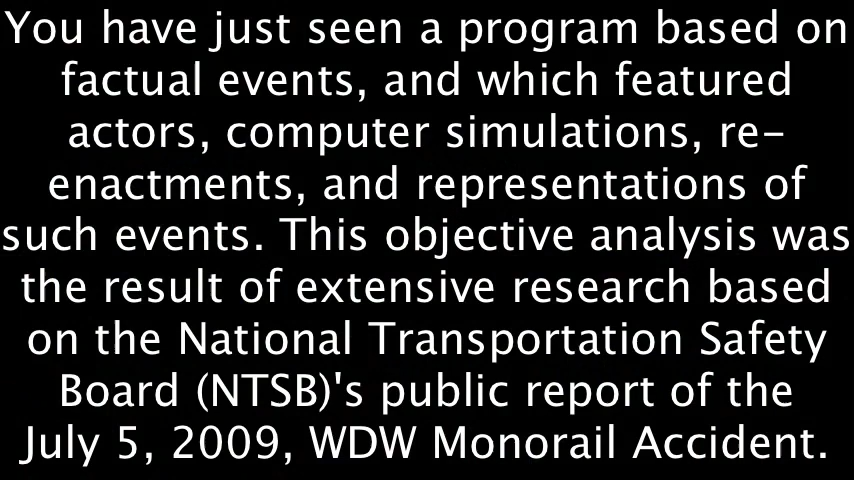 You have just seen a program based on
factual events, and which featured
actors, computer simulations, re-
enactments, and representations of
such events. This objective analysis was
the result of extensive research based
on the National Transportation Safety
Board (NTSB)'s public report of the
July 5, 2009, WDW Monorail Accident.